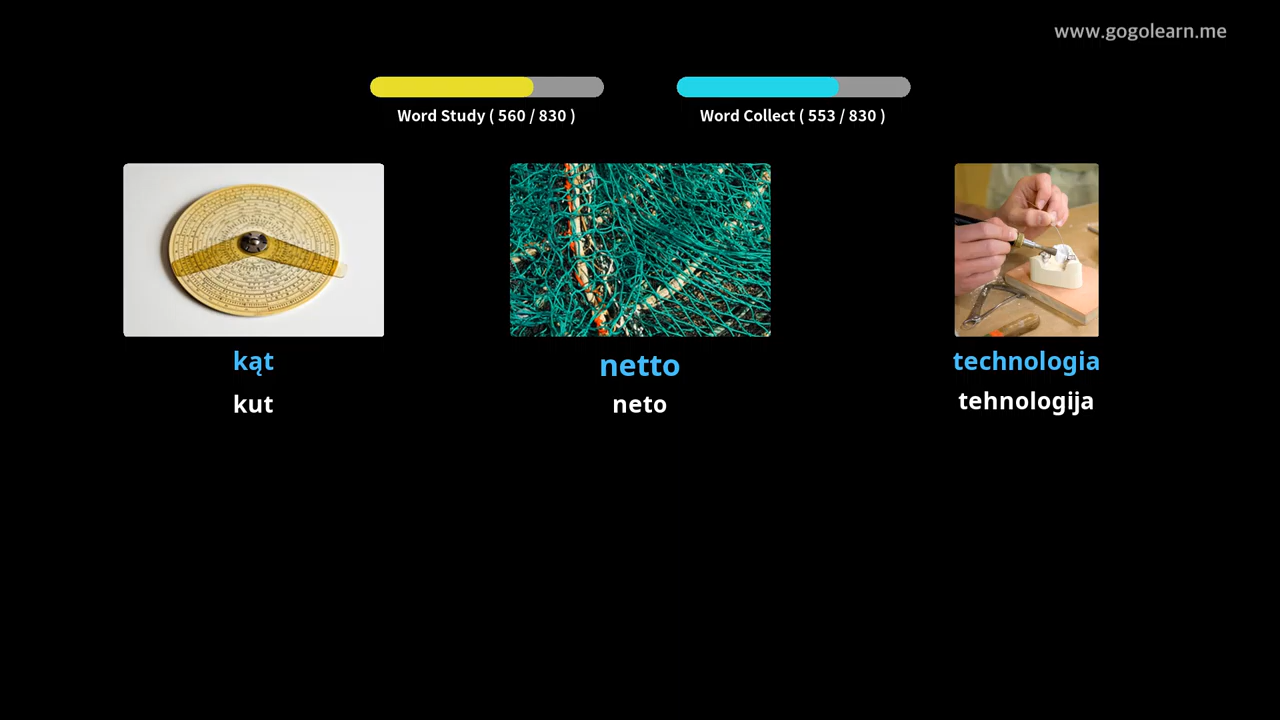 www.gogolearn.me
Word Study ( 560 / 830 )
Word Collect ( 553 / 830 )
kąt
kut
netto
neto
technologia
tehnologija